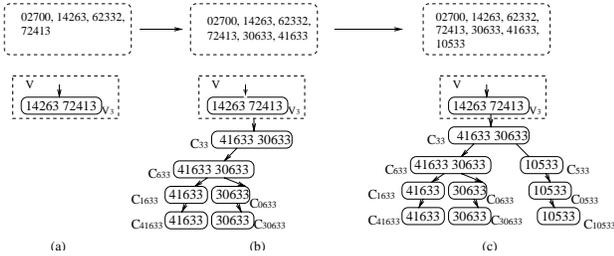 02700, 14263, 62332,
72413
02700, 14263, 62332,
72413, 30633, 41633
02700, 14263, 62332,
72413, 30633, 41633,
10533
V
14263 72413
V3
V
14263 72413
V3
V
14263 72413
V3
C33
41633 30633
C33
41633 30633
C633
41633 30633
C633
41633 30633
10533
C533
C1633
41633
30633
C0633
C1633
41633
30633
C0633
10533
C0533
C41633
41633
30633
C30633
C41633
41633
30633
C30633
10533
C10533
(a)
(b)
(c)